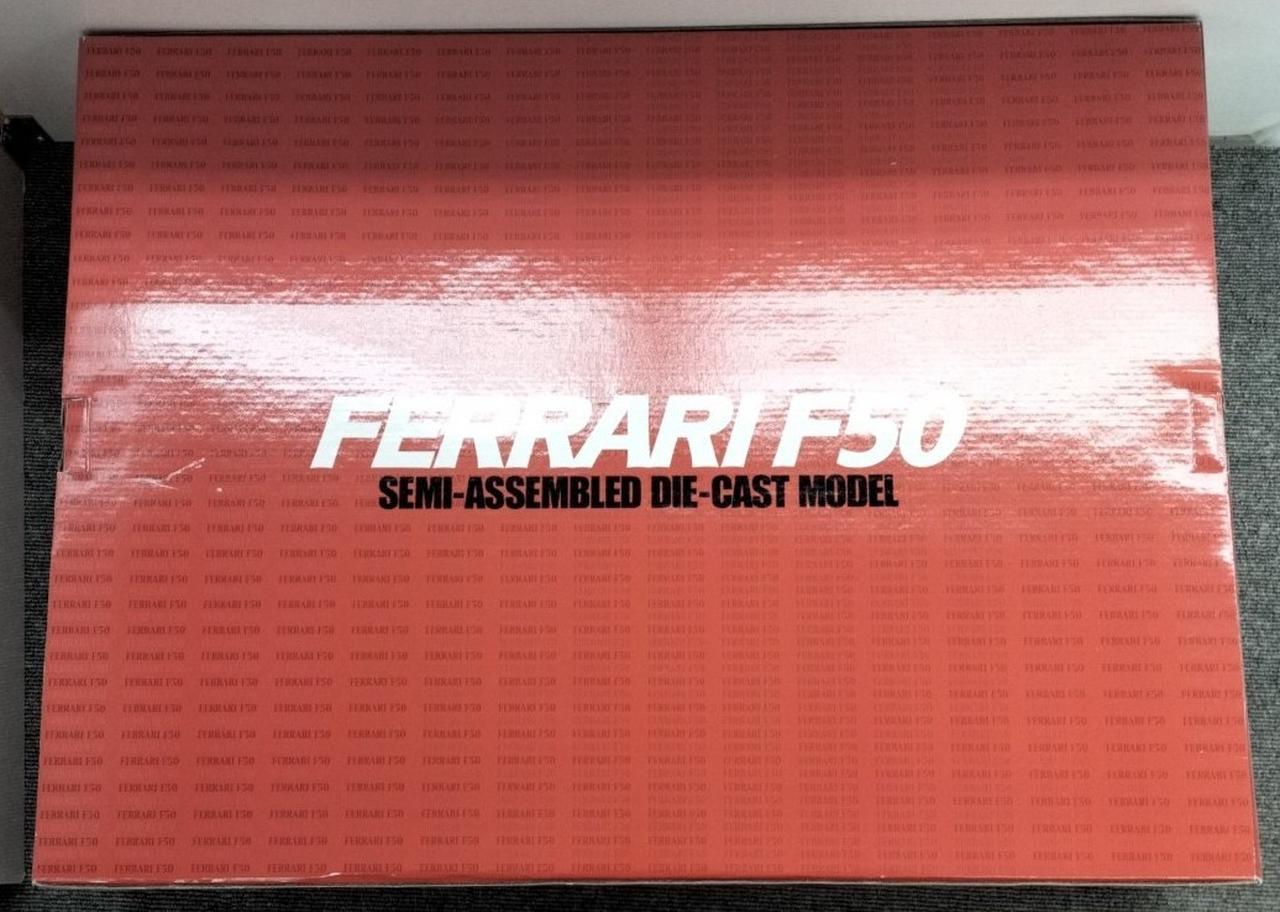 FERRARI F50
SEMI-ASSEMBLED DIE-CAST MODEL